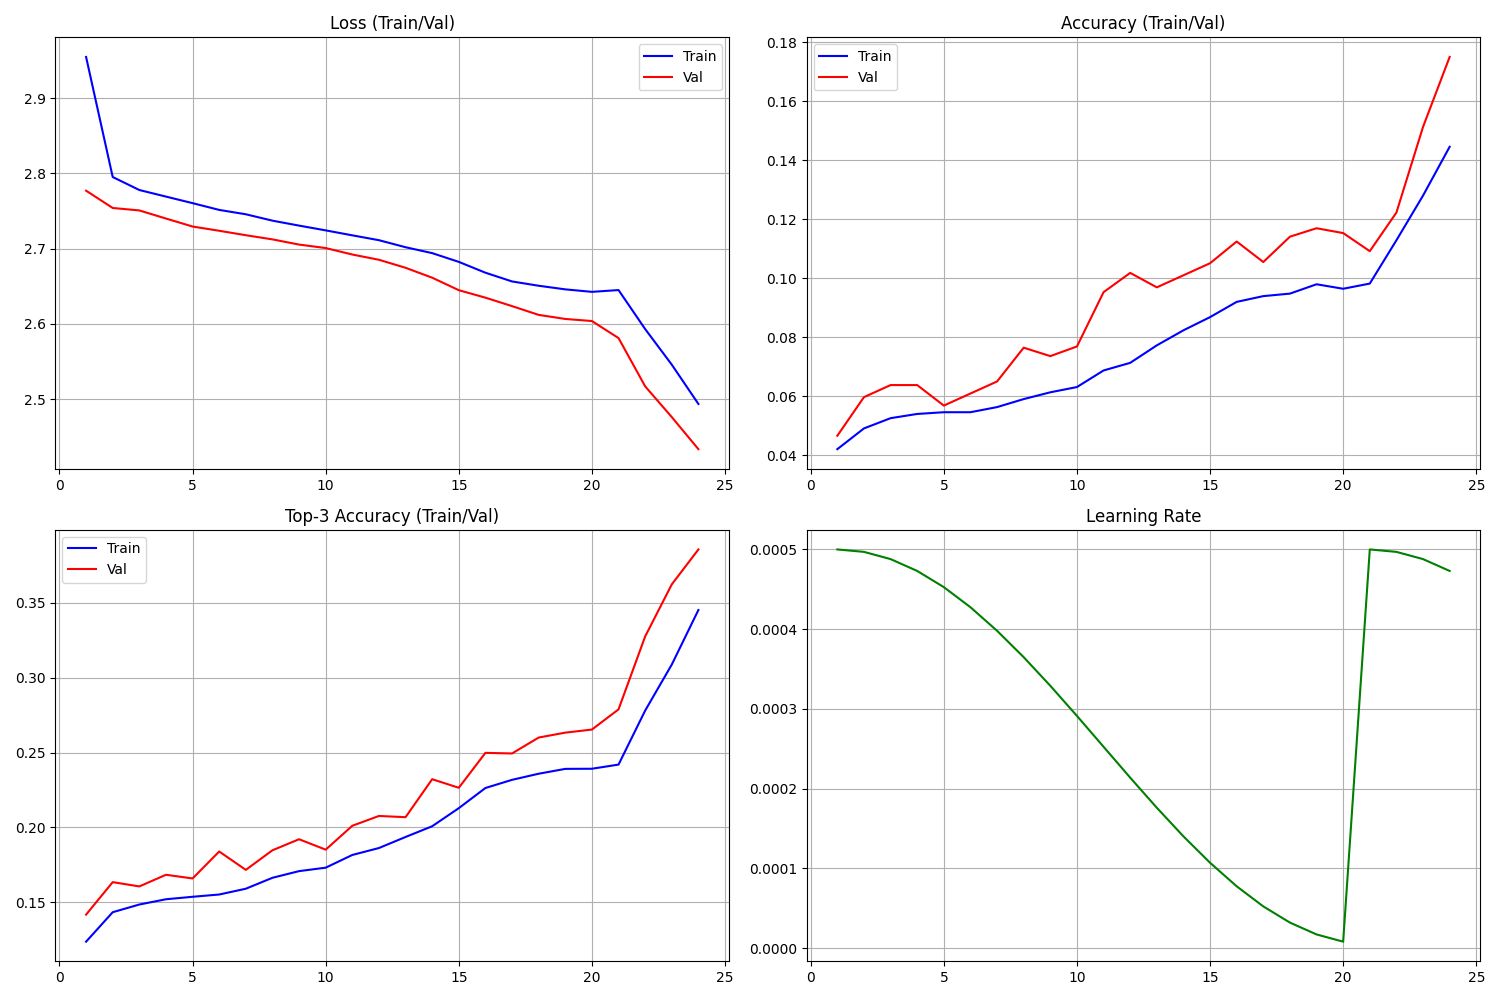 Loss (Train/Val)
Train
Val
2.9
2.8
2.7
2.6
2.5
0 5 10 15 20 25
Accuracy (Train/Val)
Train
Val
0.18
0.16
0.14
0.12
0.10
0.08
0.06
0.04
0 5 10 15 20 25
Top-3 Accuracy (Train/Val)
Train
Val
0.35
0.30
0.25
0.20
0.15
0 5 10 15 20 25
Learning Rate
0.0005
0.0004
0.0003
0.0002
0.0001
0.0000
0 5 10 15 20 25